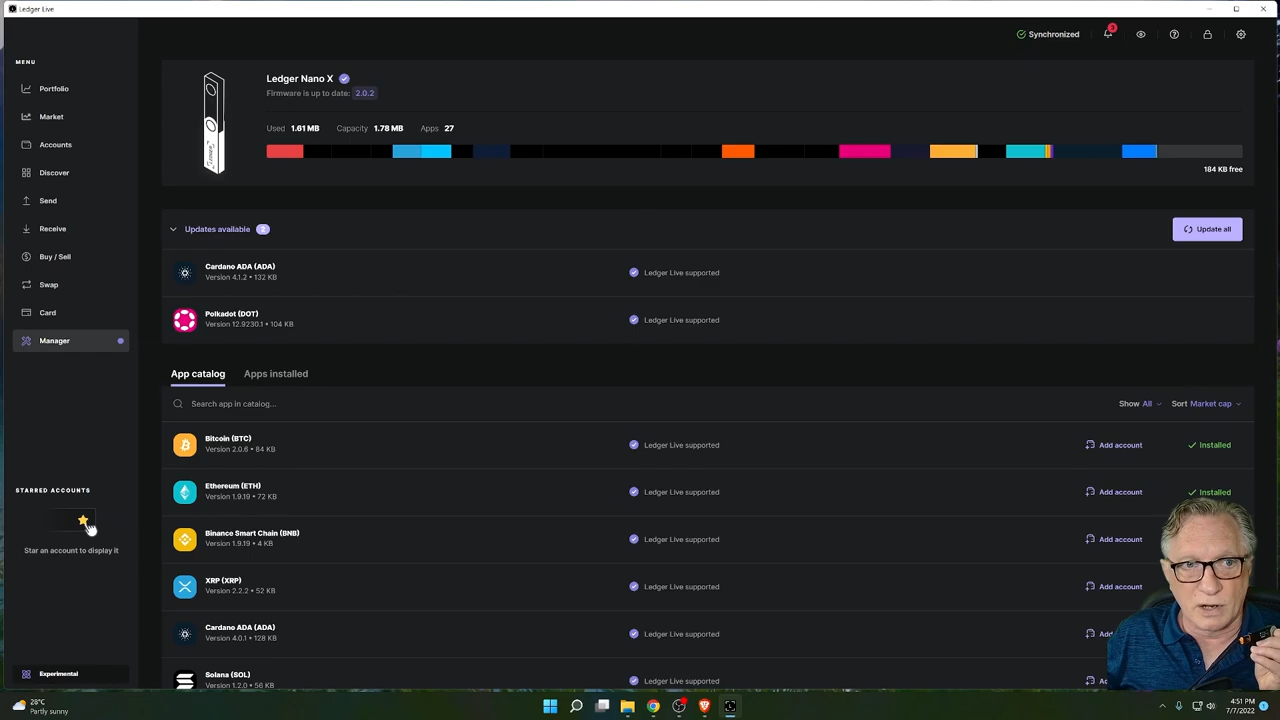 Ledger Live
Synchronized
3
MENU
Portfolio
Market
Accounts
Discover
Send
Receive
Buy / Sell
Swap
Card
Manager
STARRED ACCOUNTS
Star an account to display it
Experimental
Ledger Nano X
Firmware is up to date: 2.0.2
Used 1.61 MB Capacity 1.78 MB Apps 27
184 KB free
Updates available 2
Update all
Cardano ADA (ADA)
Version 4.1.2 • 132 KB
Ledger Live supported
Polkadot (DOT)
Version 12.9230.1 • 104 KB
Ledger Live supported
App catalog Apps installed
Search app in catalog...
Show All Sort Market cap
Bitcoin (BTC)
Version 2.0.6 • 84 KB
Ledger Live supported
Add account
Installed
Ethereum (ETH)
Version 1.9.19 • 72 KB
Ledger Live supported
Add account
Installed
Binance Smart Chain (BNB)
Version 1.9.19 • 4 KB
Ledger Live supported
Add account
XRP (XRP)
Version 2.2.2 • 52 KB
Ledger Live supported
Add account
Cardano ADA (ADA)
Version 4.0.1 • 128 KB
Ledger Live supported
Solana (SOL)
Version 1.2.0 • 56 KB
Ledger Live supported
28°C
Partly sunny
4:51 PM
7/7/2022